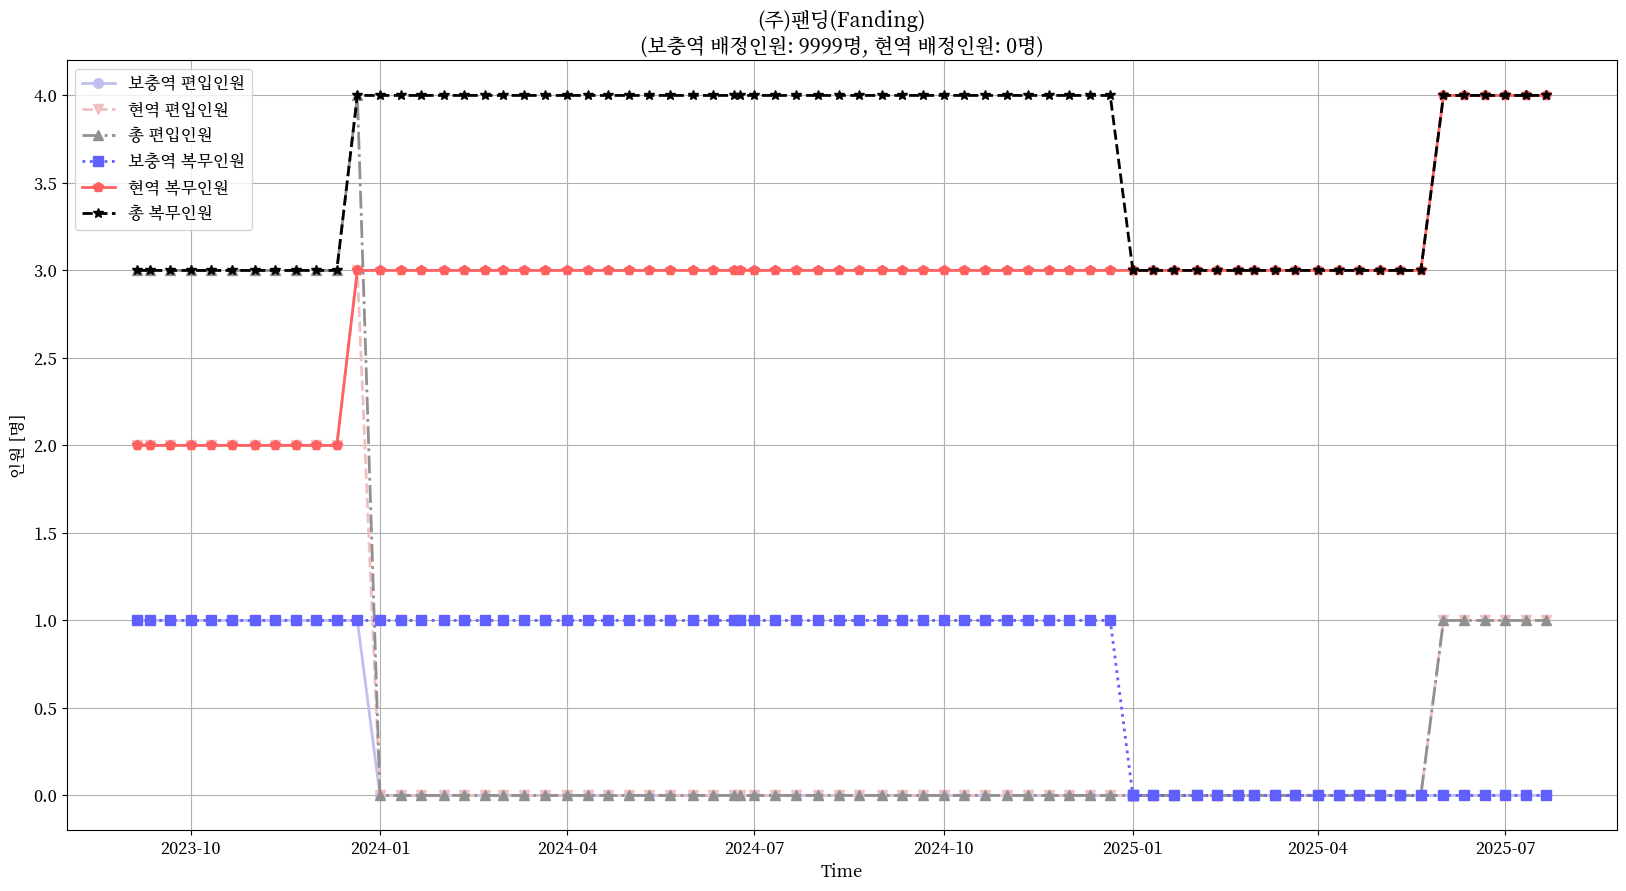 (주)팬딩(Fanding)
(보충역 배정인원: 9999명, 현역 배정인원: 0명)
보충역 편입인원
현역 편입인원
총 편입인원
보충역 복무인원
현역 복무인원
총 복무인원
4.0
3.5
3.0
2.5
2.0
1.5
1.0
0.5
0.0
인원 [명]
2023-10
2024-01
2024-04
2024-07
2024-10
2025-01
2025-04
2025-07
Time